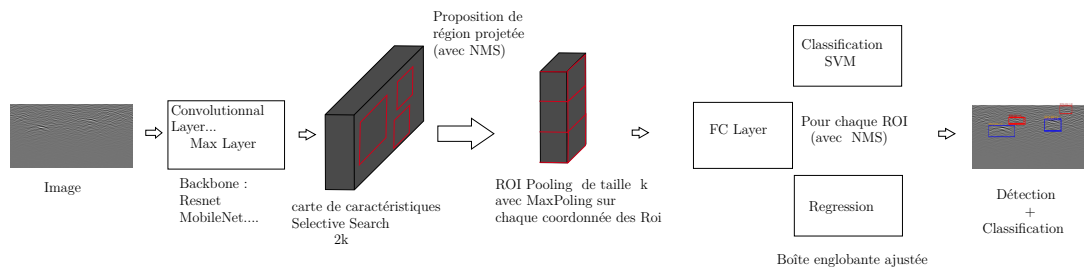 Image
Convolutionnal
Layer...
Max Layer
Backbone :
Resnet
MobileNet....
carte de caractéristiques
Selective Search
2k
Proposition de
région projetée
(avec NMS)
ROI Pooling de taille k
avec MaxPoling sur
chaque coordonnée des Roi
FC Layer
Classification
SVM
Pour chaque ROI
(avec NMS)
Regression
Boîte englobante ajustée
Détection
+
Classification